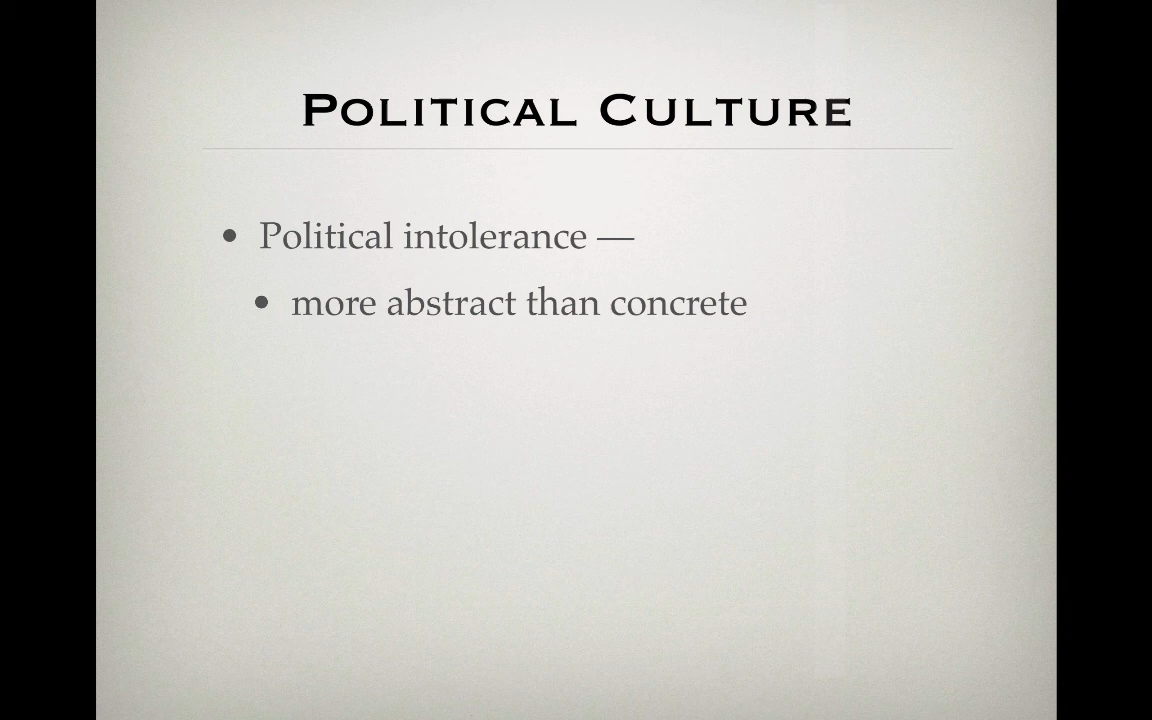 Political Culture
• Political intolerance —
• more abstract than concrete